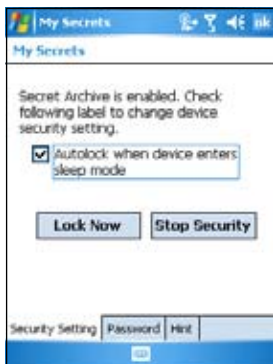 My Secrets ok
My Secrets
Secret Archive is enabled. Check
following label to change device
security setting.
Autolock when device enters
sleep mode
Lock Now Stop Security
Security Setting Password Hint